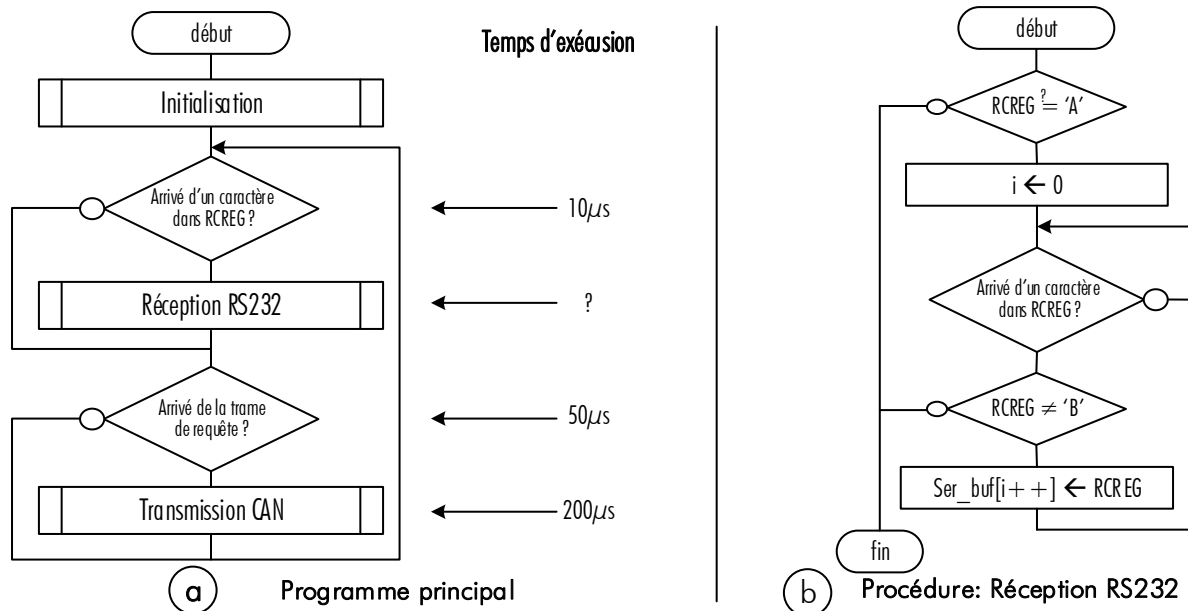 début
Temps d'exécusion
Initialisation
Arrivé d'un caractère
dans RCREG ?
10µs
Réception RS232
?
Arrivé de la trame
de requête ?
50µs
Transmission CAN
200µs
a
Programme principal
début
RCREG ?= 'A'
i ← 0
Arrivé d'un caractère
dans RCREG ?
RCREG ≠ 'B'
Ser_buf[i++] ← RCREG
fin
b
Procédure: Réception RS232